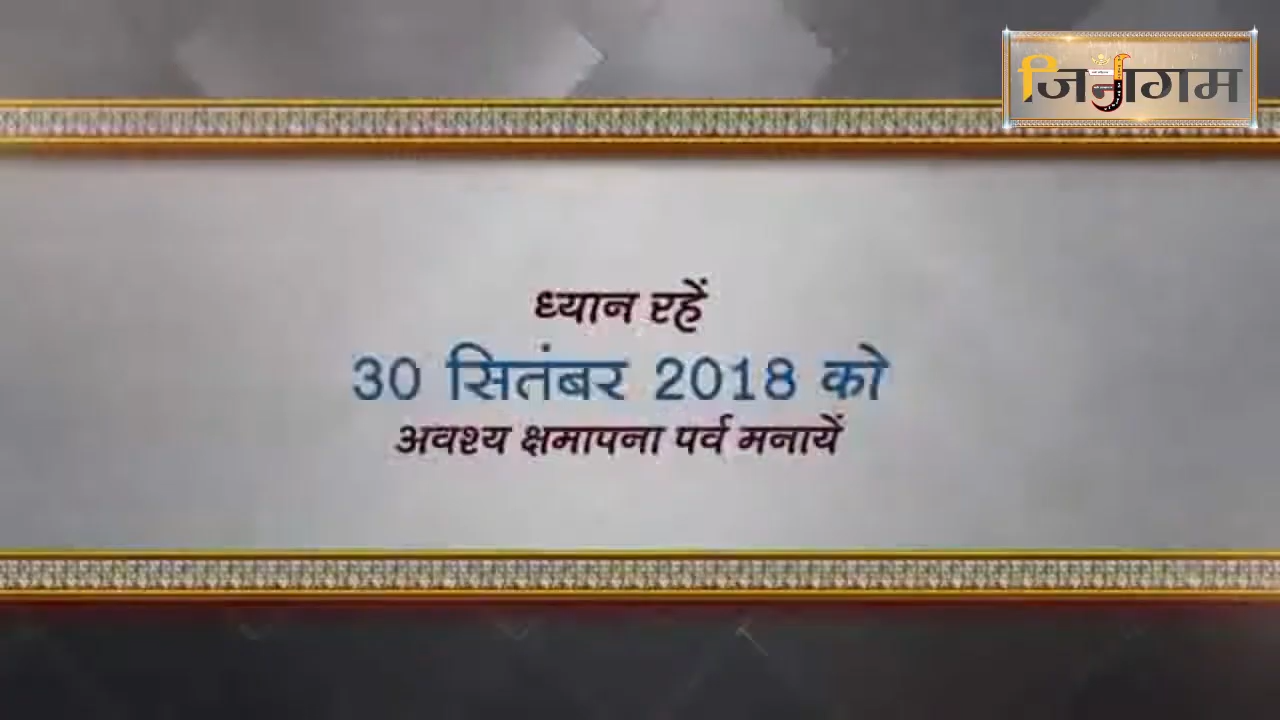 जिनागम
ध्यान रहें
30 सितंबर 2018 को
अवश्य क्षमापना पर्व मनायें